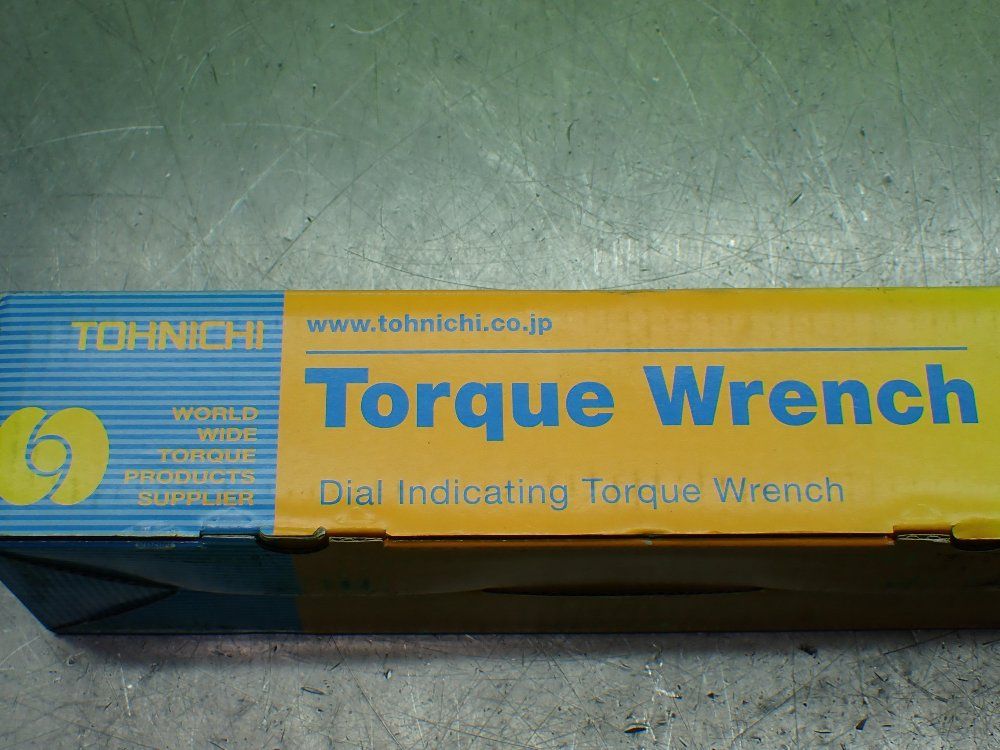 TOHNICHI
WORLD
WIDE
TORQUE
PRODUCTS
SUPPLIER
www.tohnichi.co.jp
Torque Wrench
Dial Indicating Torque Wrench